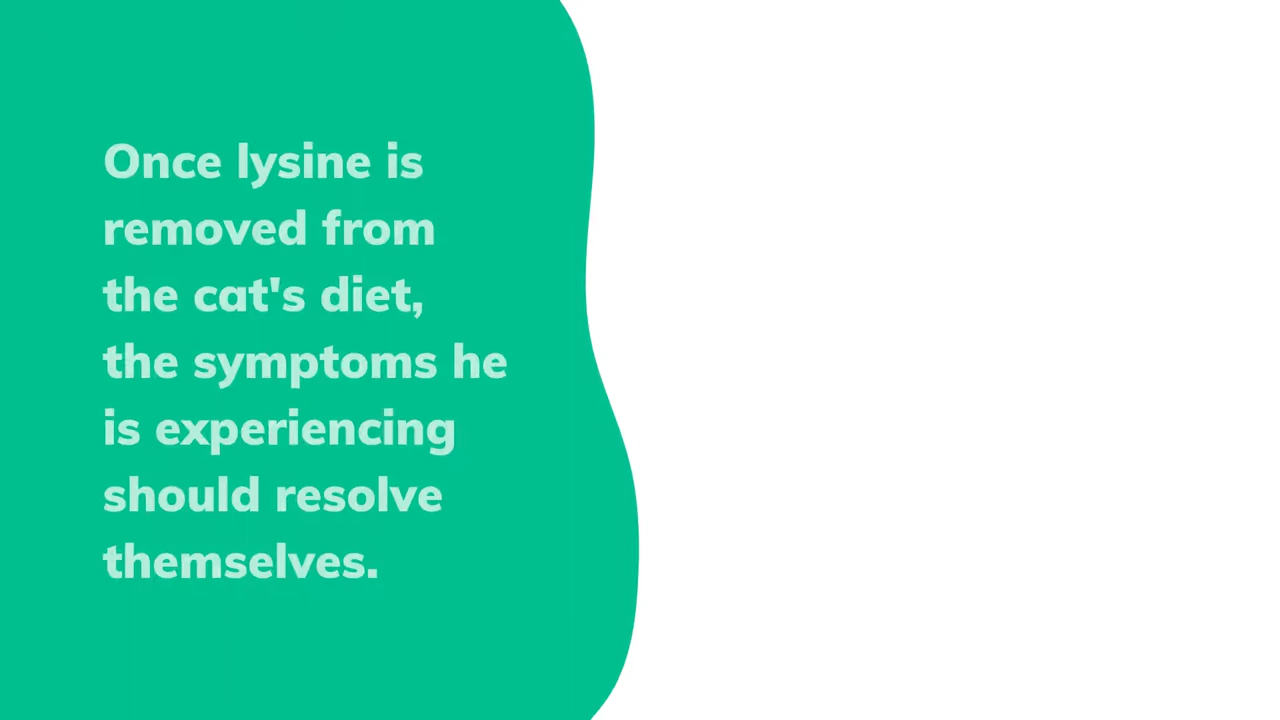 Once lysine is
removed from
the cat's diet,
the symptoms he
is experiencing
should resolve
themselves.